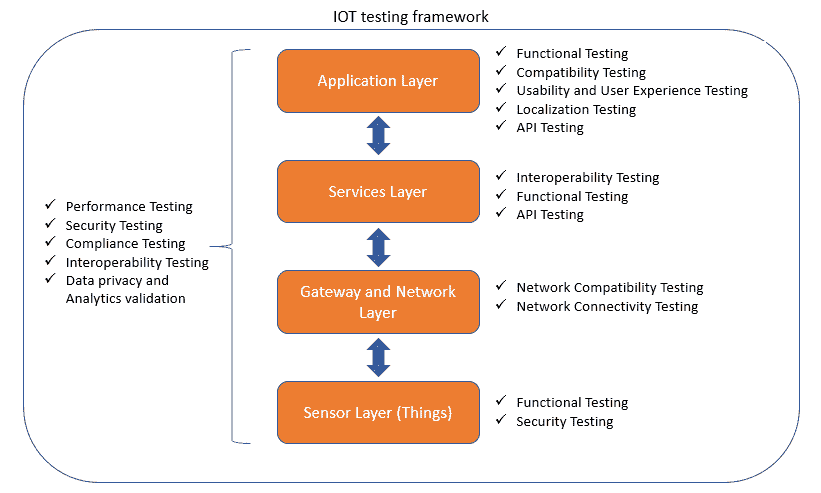 IOT testing framework
Application Layer
✓ Functional Testing
✓ Compatibility Testing
✓ Usability and User Experience Testing
✓ Localization Testing
✓ API Testing
Services Layer
✓ Interoperability Testing
✓ Functional Testing
✓ API Testing
✓ Performance Testing
✓ Security Testing
✓ Compliance Testing
✓ Interoperability Testing
✓ Data privacy and
Analytics validation
Gateway and Network
Layer
✓ Network Compatibility Testing
✓ Network Connectivity Testing
Sensor Layer (Things)
✓ Functional Testing
✓ Security Testing